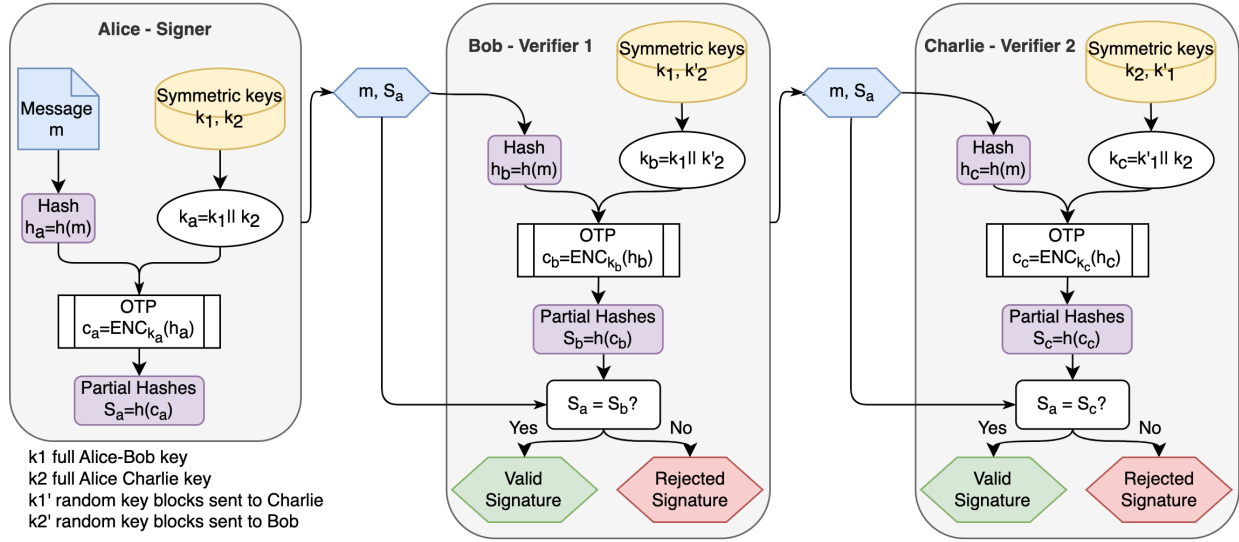 Alice - Signer
Message
m
Symmetric keys
k1, k2
Hash
ha=h(m)
ka=k1|| k2
OTP
ca=ENCka(ha)
Partial Hashes
Sa=h(ca)
k1 full Alice-Bob key
k2 full Alice Charlie key
k1' random key blocks sent to Charlie
k2' random key blocks sent to Bob
m, Sa
Bob - Verifier 1
Symmetric keys
k1, k'2
Hash
hb=h(m)
kb=k1|| k'2
OTP
cb=ENCkb(hb)
Partial Hashes
Sb=h(cb)
Sa = Sb?
Yes
No
Valid
Signature
Rejected
Signature
m, Sa
Charlie - Verifier 2
Symmetric keys
k2, k'1
Hash
hc=h(m)
kc=k'1|| k2
OTP
cc=ENCkc(hc)
Partial Hashes
Sc=h(cc)
Sa = Sc?
Yes
No
Valid
Signature
Rejected
Signature